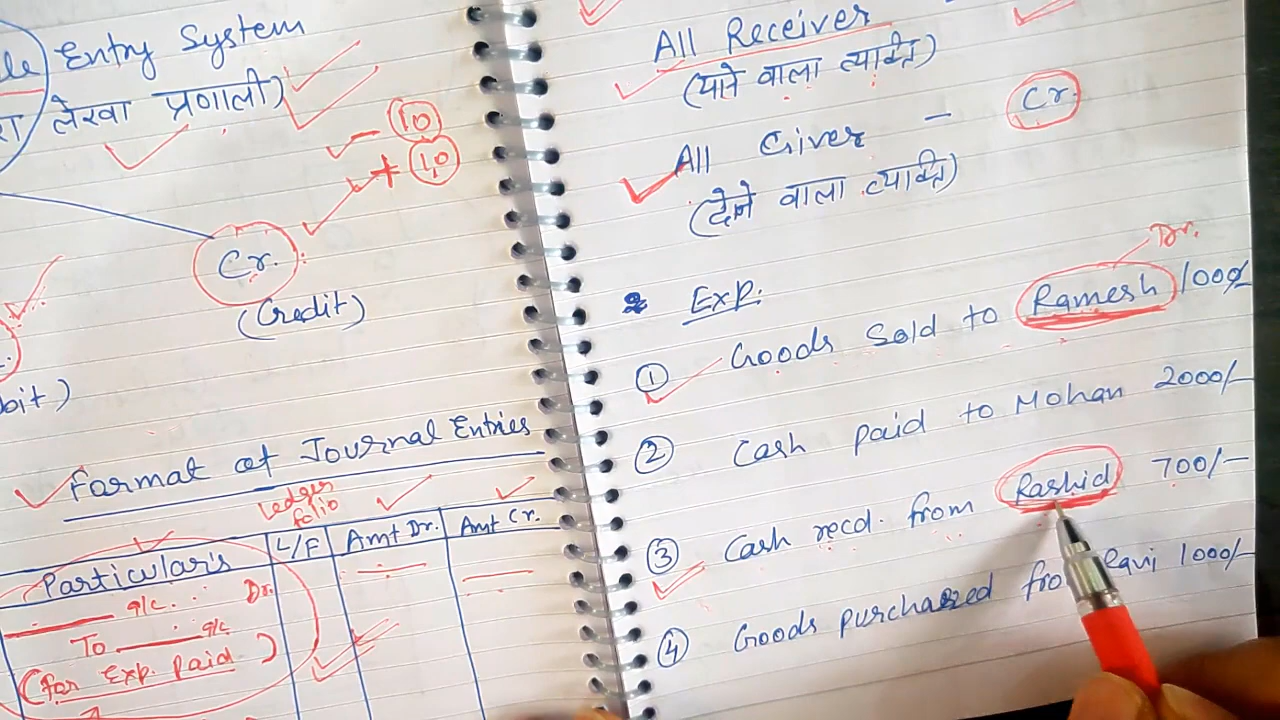 Entry System
लेखा प्रणाली)
- 10
+ 10
Cr.
(Credit)
Format of Journal Entries
Ledger
folio
Particulars L/F Amt Dr. Amt Cr.
a/c. Dr.
To a/c
(for Exp. paid)
All Receiver
(पाने वाला व्यक्ति)
All Giver - Cr.
(देने वाला व्यक्ति)
Dr.
Exp.
① Goods Sold to Ramesh 1000/-
② Cash paid to Mohan 2000/-
③ Cash recd. from Rashid 700/-
④ Goods purchased Ravi 1000/-